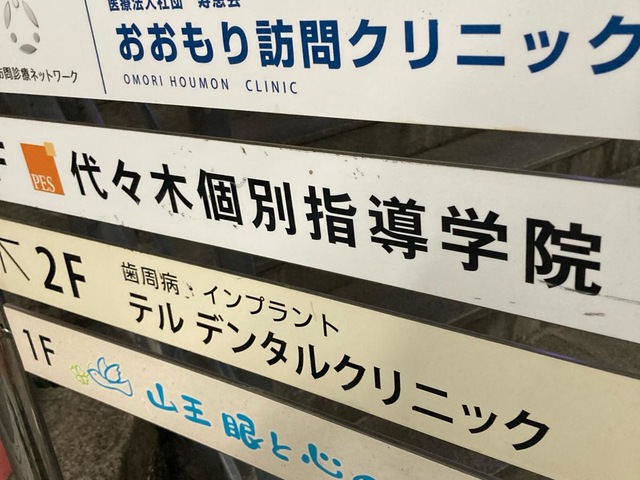 医療法人社団 寿恵会
おおもり訪問クリニック
OMORI HOUMON CLINIC
訪問診療ネットワーク
F
PES
代々木個別指導学院
2F
歯周病・インプラント
テル デンタルクリニック
1F
山王 眼と心の